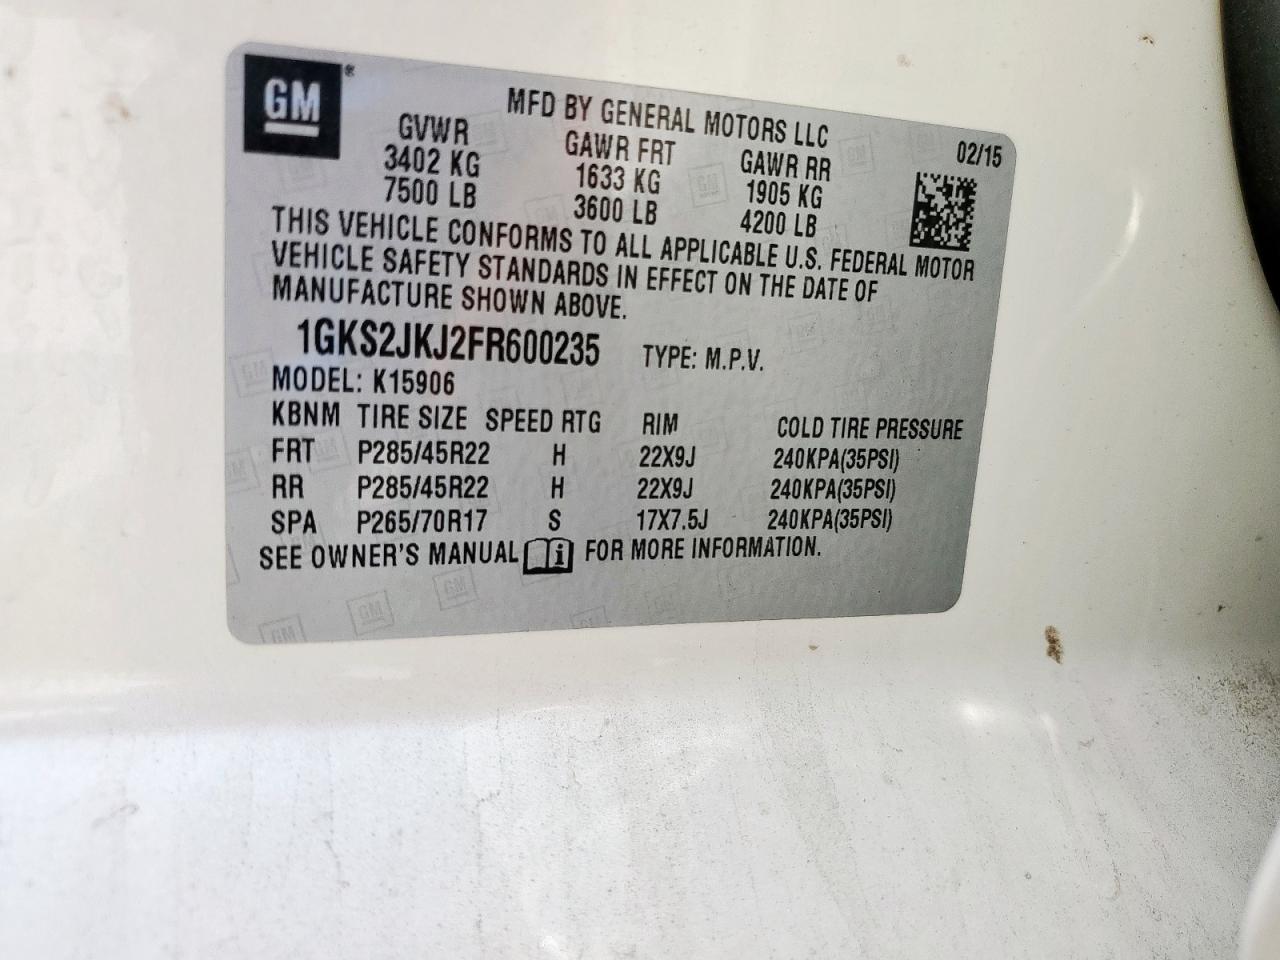 GM®
MFD BY GENERAL MOTORS LLC
GVWR GAWR FRT GAWR RR 02/15
3402 KG 1633 KG 1905 KG
7500 LB 3600 LB 4200 LB
THIS VEHICLE CONFORMS TO ALL APPLICABLE U.S. FEDERAL MOTOR
VEHICLE SAFETY STANDARDS IN EFFECT ON THE DATE OF
MANUFACTURE SHOWN ABOVE.
1GKS2JKJ2FR600235 TYPE: M.P.V.
MODEL: K15906
KBNM TIRE SIZE SPEED RTG RIM COLD TIRE PRESSURE
FRT P285/45R22 H 22X9J 240KPA(35PSI)
RR P285/45R22 H 22X9J 240KPA(35PSI)
SPA P265/70R17 S 17X7.5J 240KPA(35PSI)
SEE OWNER'S MANUAL i FOR MORE INFORMATION.